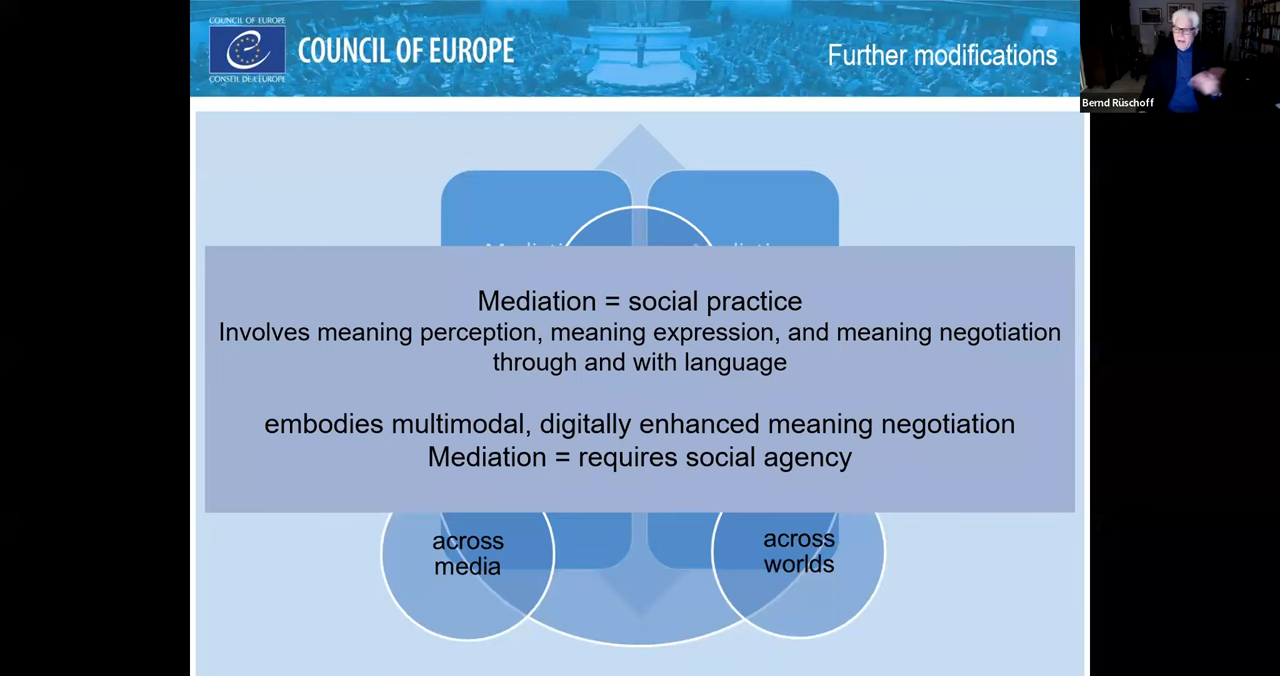 COUNCIL OF EUROPE
COUNCIL OF EUROPE
CONSEIL DE L'EUROPE
Further modifications
Bernd Rüschoff
Mediation = social practice
Involves meaning perception, meaning expression, and meaning negotiation
through and with language
embodies multimodal, digitally enhanced meaning negotiation
Mediation = requires social agency
across
media
across
worlds